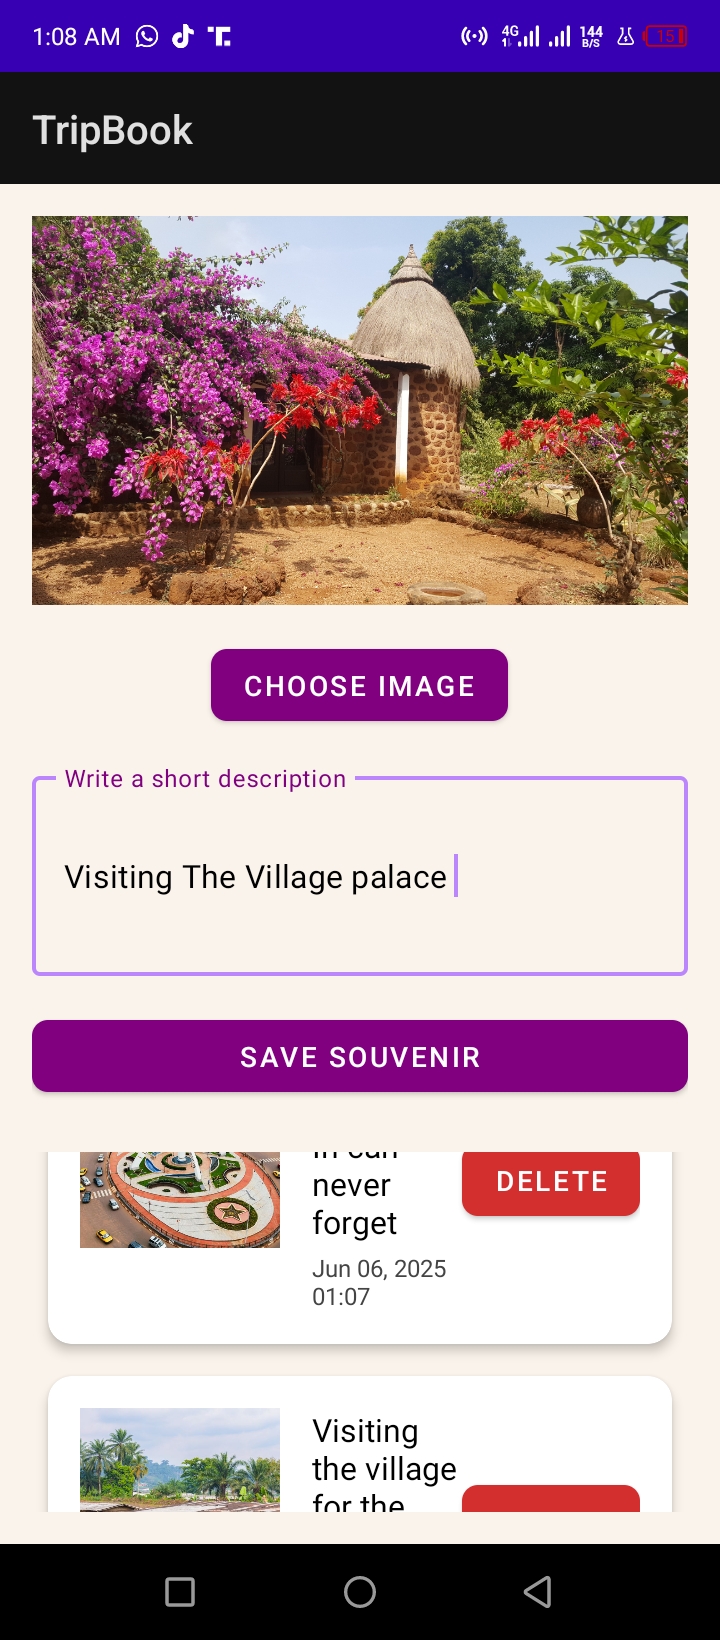 1:08 AM
4G
144
B/S
15
TripBook
CHOOSE IMAGE
Write a short description
Visiting The Village palace
SAVE SOUVENIR
never
forget
Jun 06, 2025
01:07
DELETE
Visiting
the village
for the